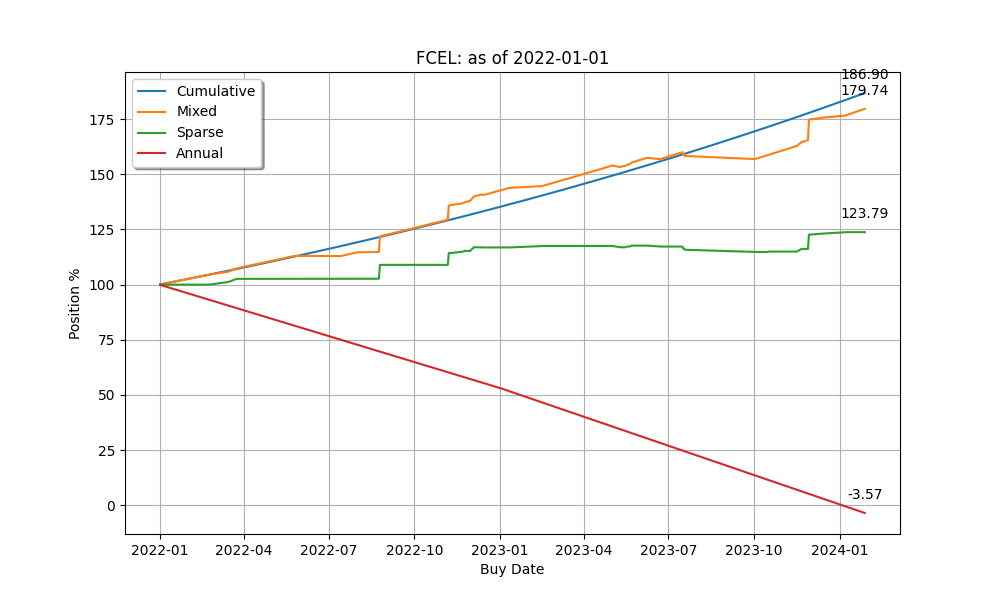 FCEL: as of 2022-01-01
Cumulative
Mixed
Sparse
Annual
186.90
179.74
123.79
-3.57
Position %
175
150
125
100
75
50
25
0
2022-01 2022-04 2022-07 2022-10 2023-01 2023-04 2023-07 2023-10 2024-01
Buy Date